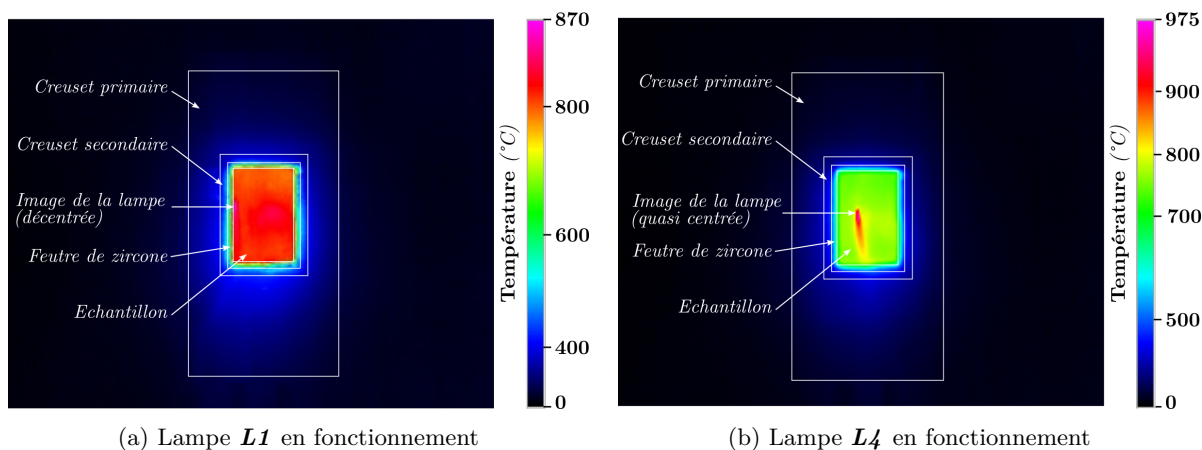 Creuset primaire
Creuset secondaire
Image de la lampe
(décentrée)
Feutre de zircone
Echantillon
870
800
600
400
0
Température (°C)
(a) Lampe L1 en fonctionnement
Creuset primaire
Creuset secondaire
Image de la lampe
(quasi centrée)
Feutre de zircone
Echantillon
975
900
800
700
500
0
Température (°C)
(b) Lampe L4 en fonctionnement